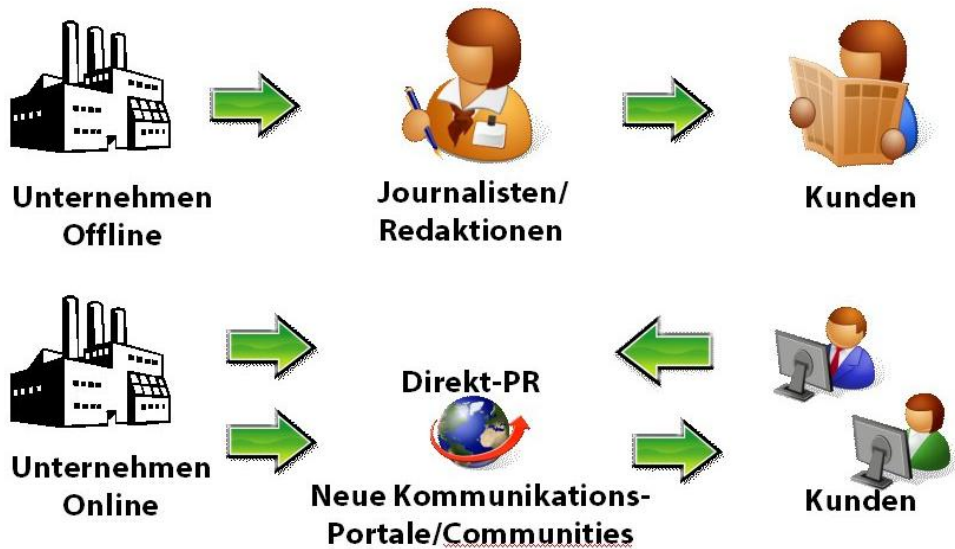 Unternehmen
Offline
Journalisten/
Redaktionen
Kunden
Unternehmen
Online
Direkt-PR
Neue Kommunikations-
Portale/Communities
Kunden